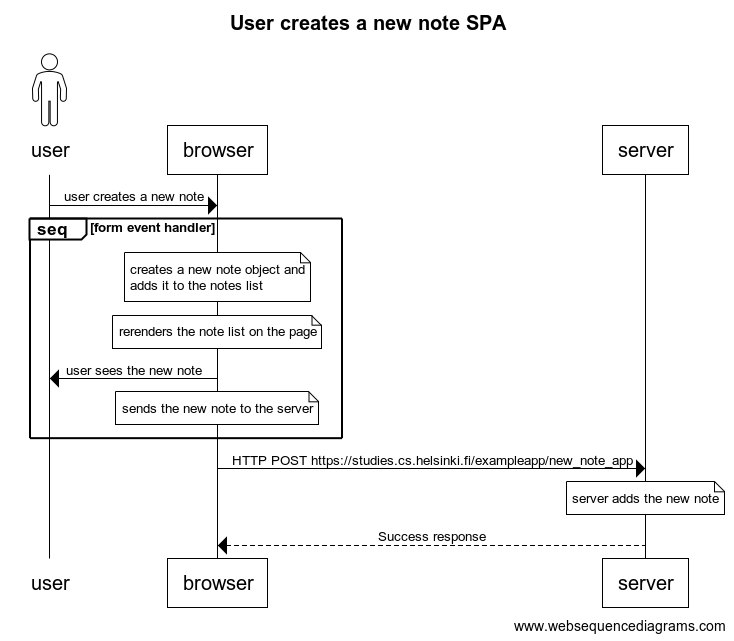 User creates a new note SPA
user
browser
server
user creates a new note
seq
[form event handler]
creates a new note object and
adds it to the notes list
rerenders the note list on the page
user sees the new note
sends the new note to the server
HTTP POST https://studies.cs.helsinki.fi/exampleapp/new_note_app
server adds the new note
Success response
user
browser
server
www.websequencediagrams.com